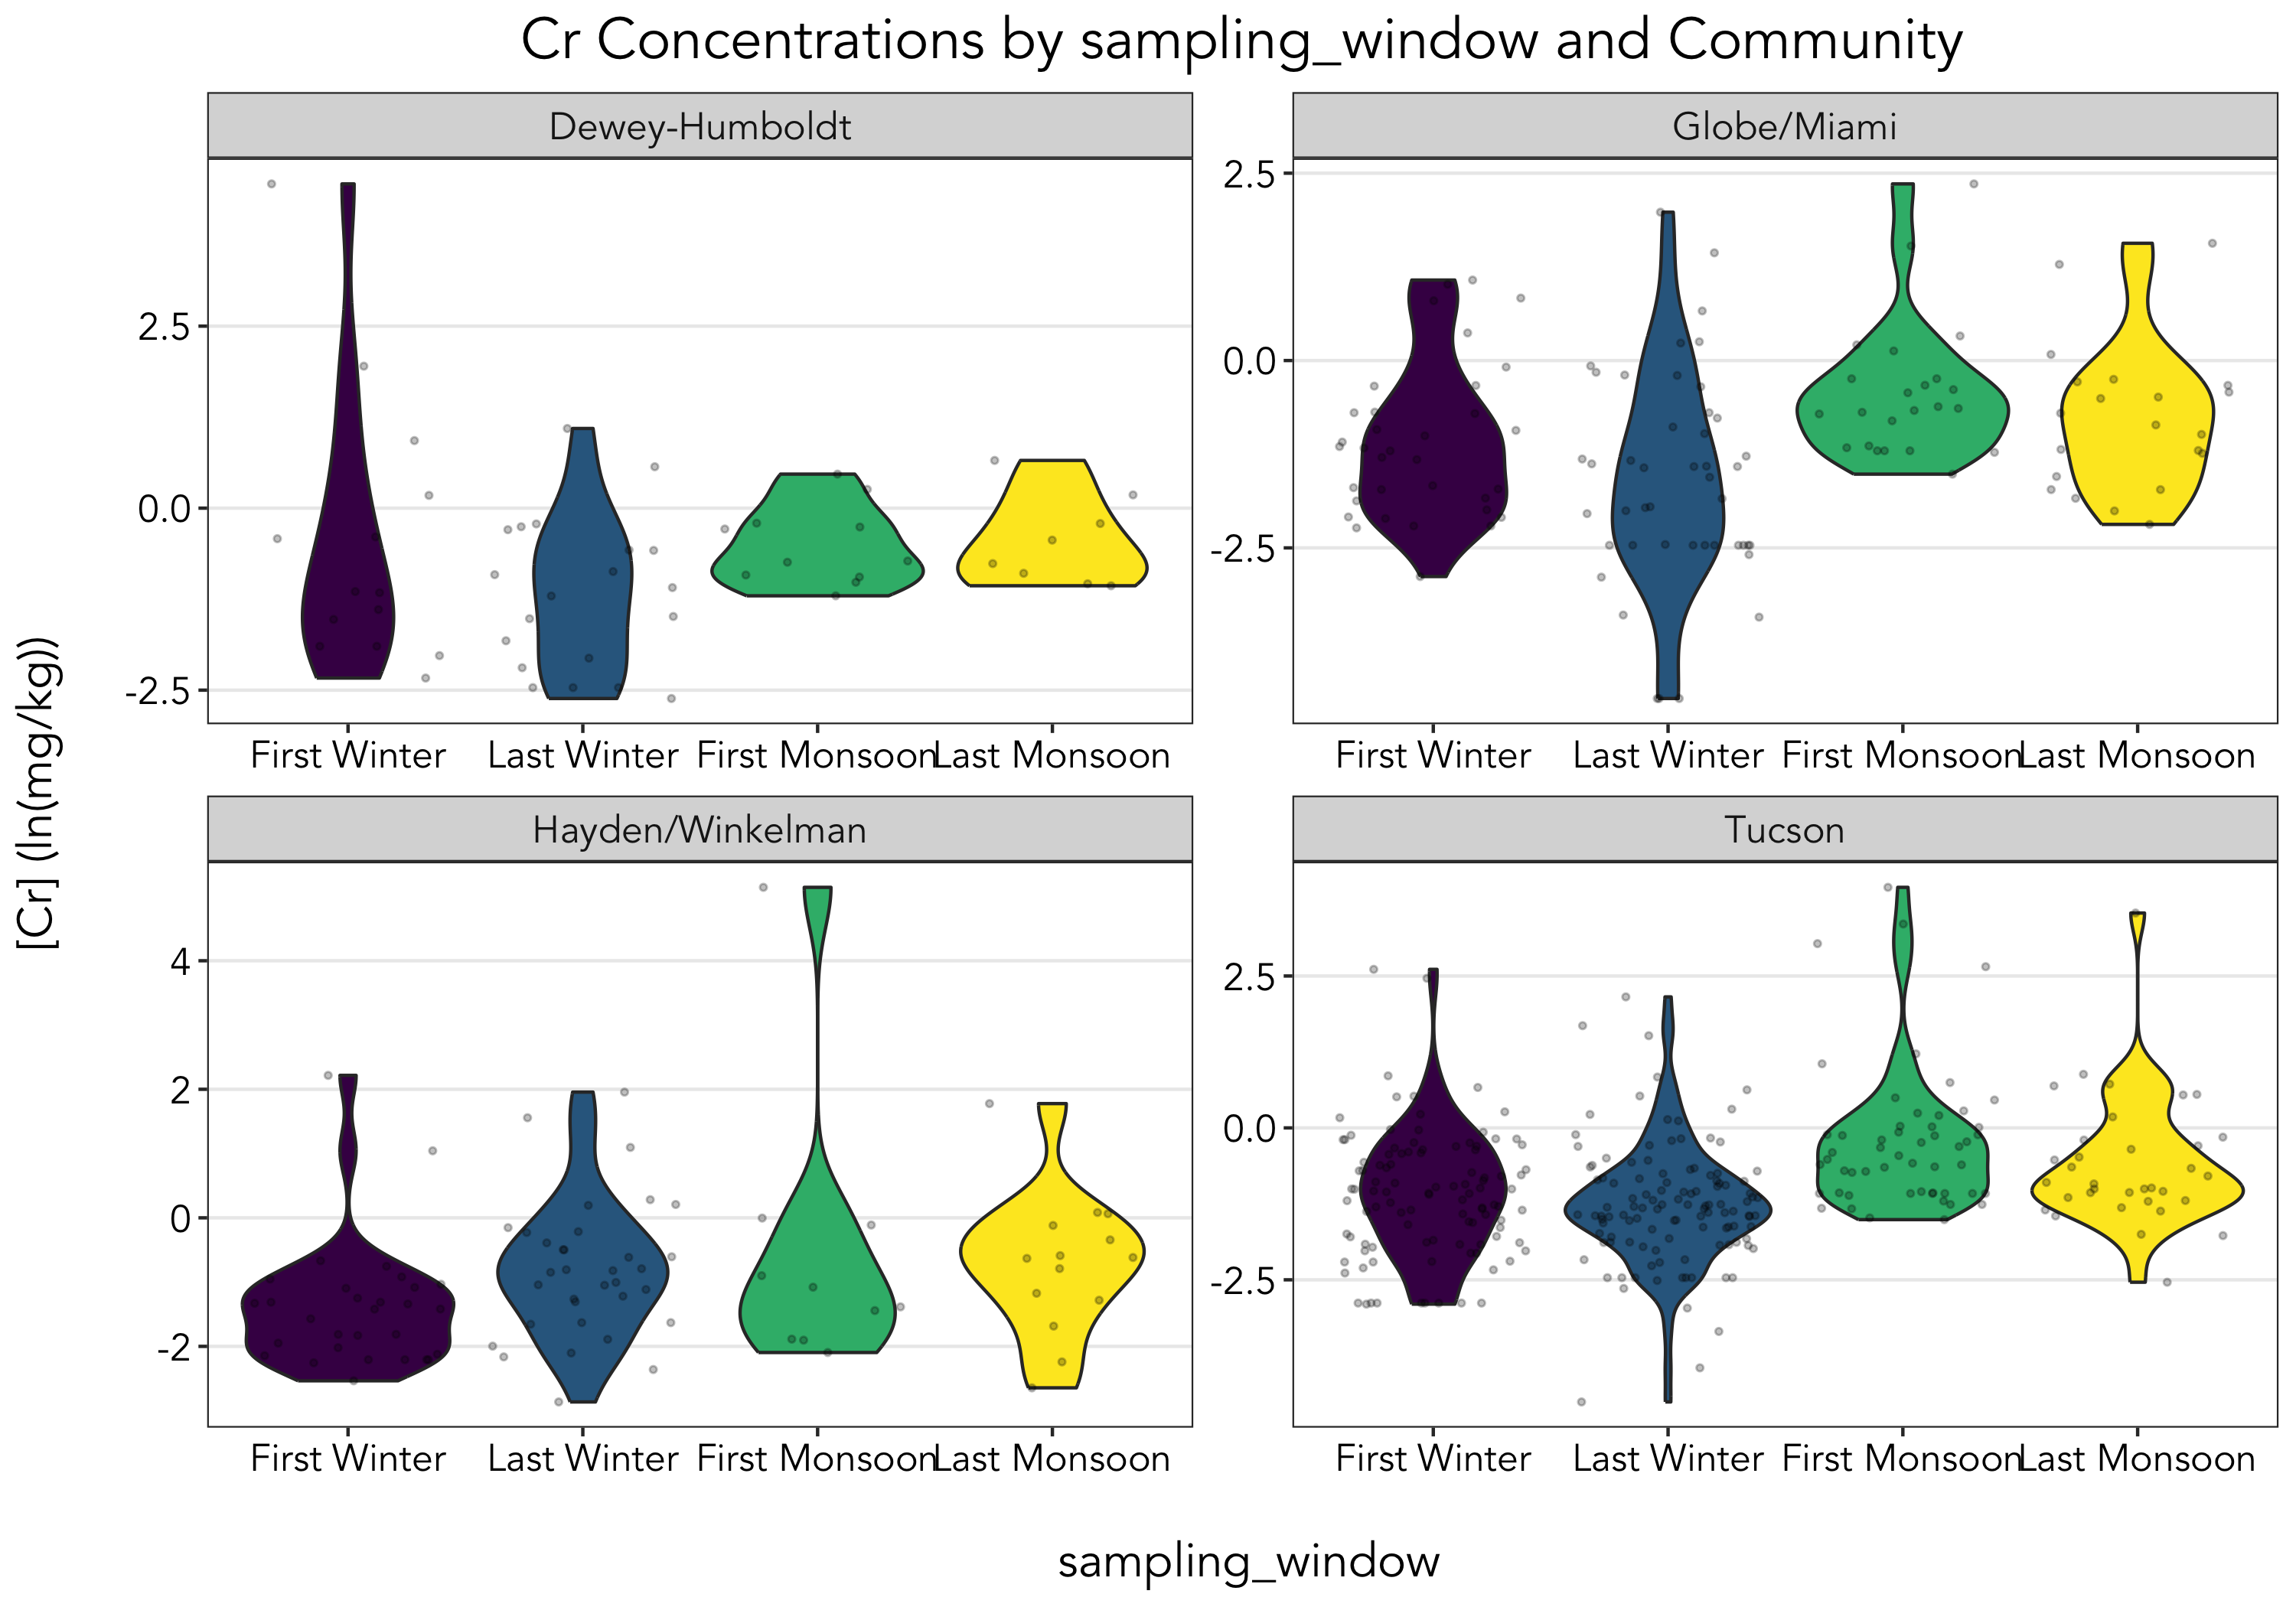 Cr Concentrations by sampling_window and Community
Dewey-Humboldt
Globe/Miami
2.5
0.0
-2.5
2.5
0.0
-2.5
First Winter Last Winter First Monsoon Last Monsoon
First Winter Last Winter First Monsoon Last Monsoon
[Cr] (ln(mg/kg))
Hayden/Winkelman
Tucson
4
2
0
-2
2.5
0.0
-2.5
First Winter Last Winter First Monsoon Last Monsoon
First Winter Last Winter First Monsoon Last Monsoon
sampling_window